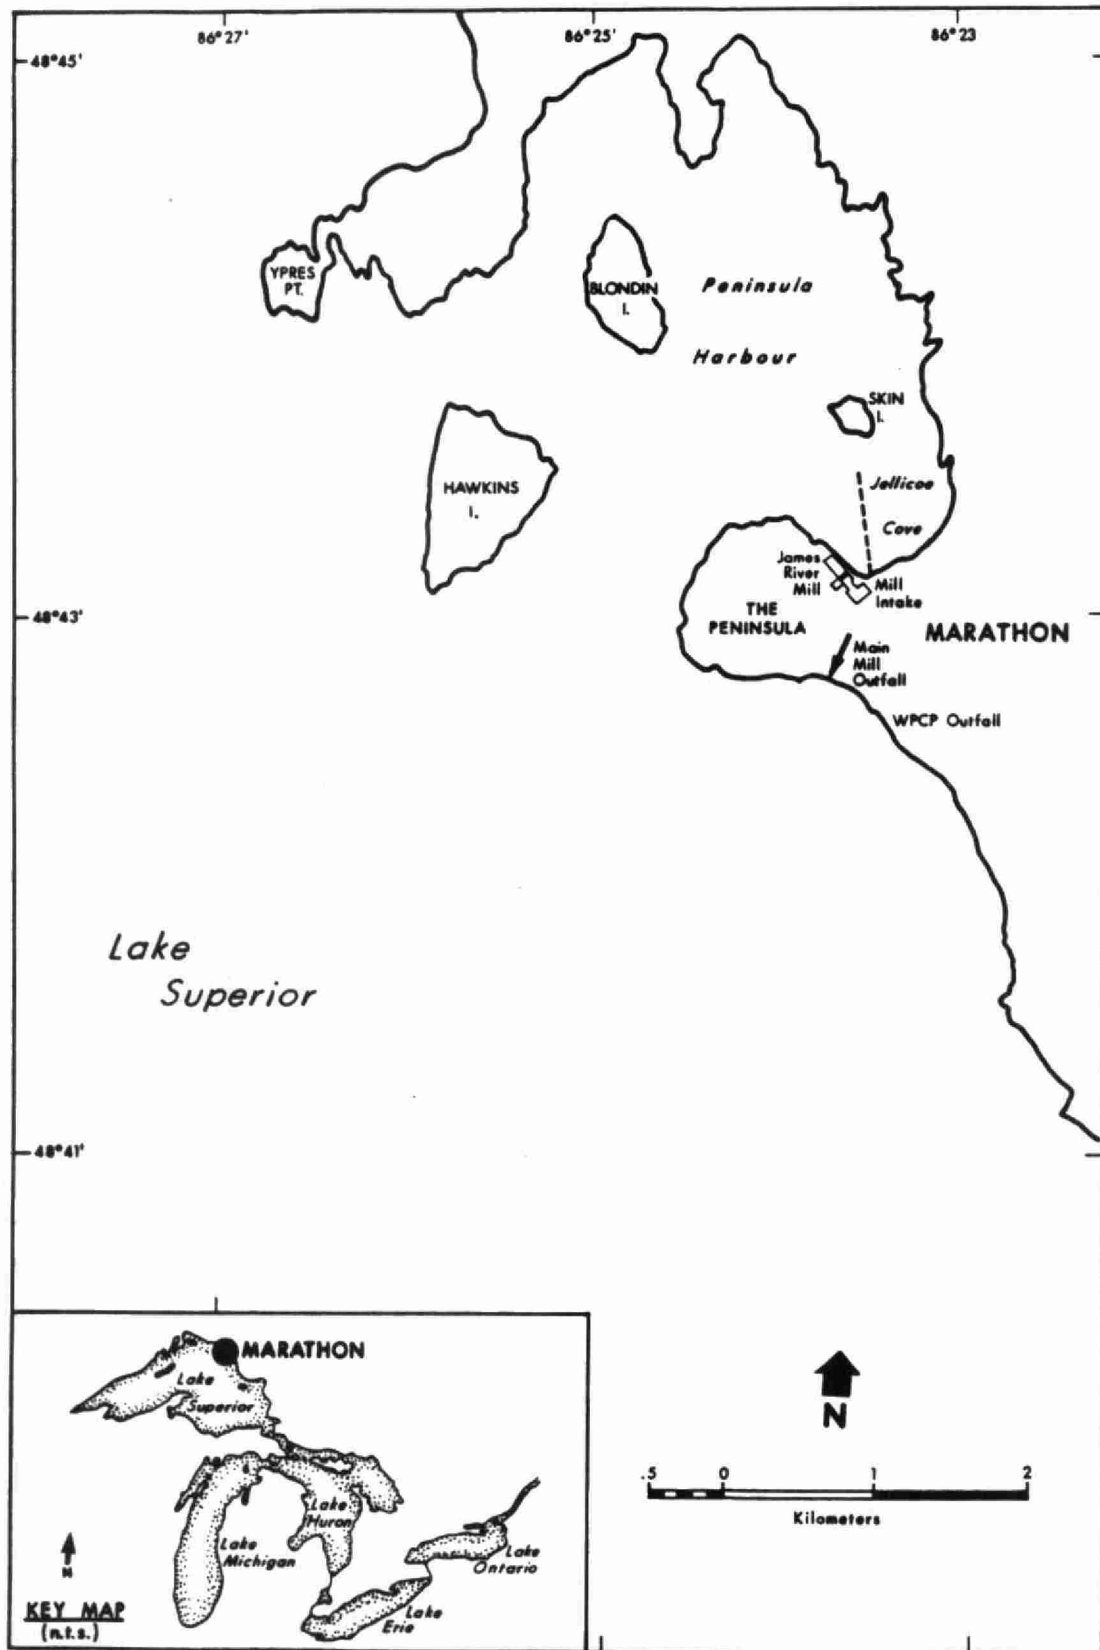 86°27'
86°25'
86°23
48°45'
YPRES
PT.
BLONDIN
I.
Peninsula
Harbour
SKIN
I.
HAWKINS
I.
Jellicoe
Cove
James
River
Mill
Mill
Intake
THE
PENINSULA
48°43'
MARATHON
Main
Mill
Outfall
WPCP Outfall
Lake
Superior
48°41'
MARATHON
Lake
Superior
Lake
Huron
Lake
Michigan
Lake
Ontario
Lake
Erie
N
KEY MAP
(n.t.s.)
N
.5 0 1 2
Kilometers